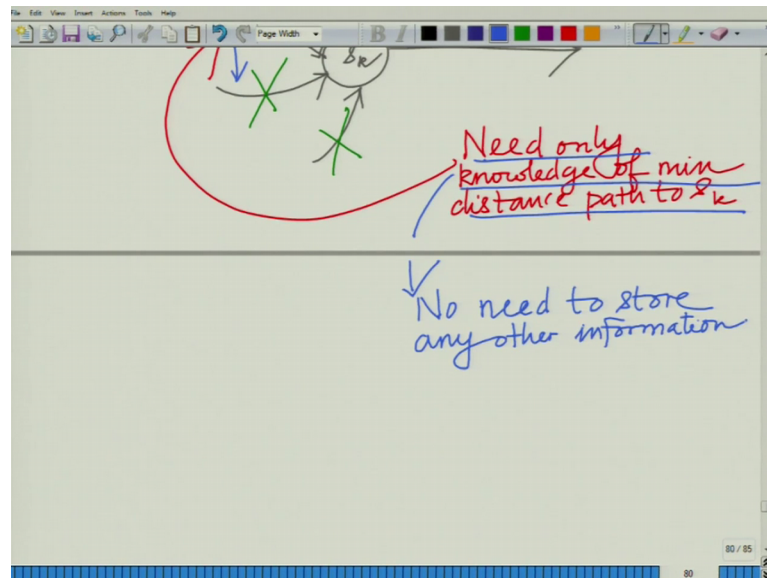 File Edit View Insert Actions Tools Help
Page Width
B I
s_k
Need only
knowledge of min
distance path to s_k
No need to store
any other information
80 / 85
80